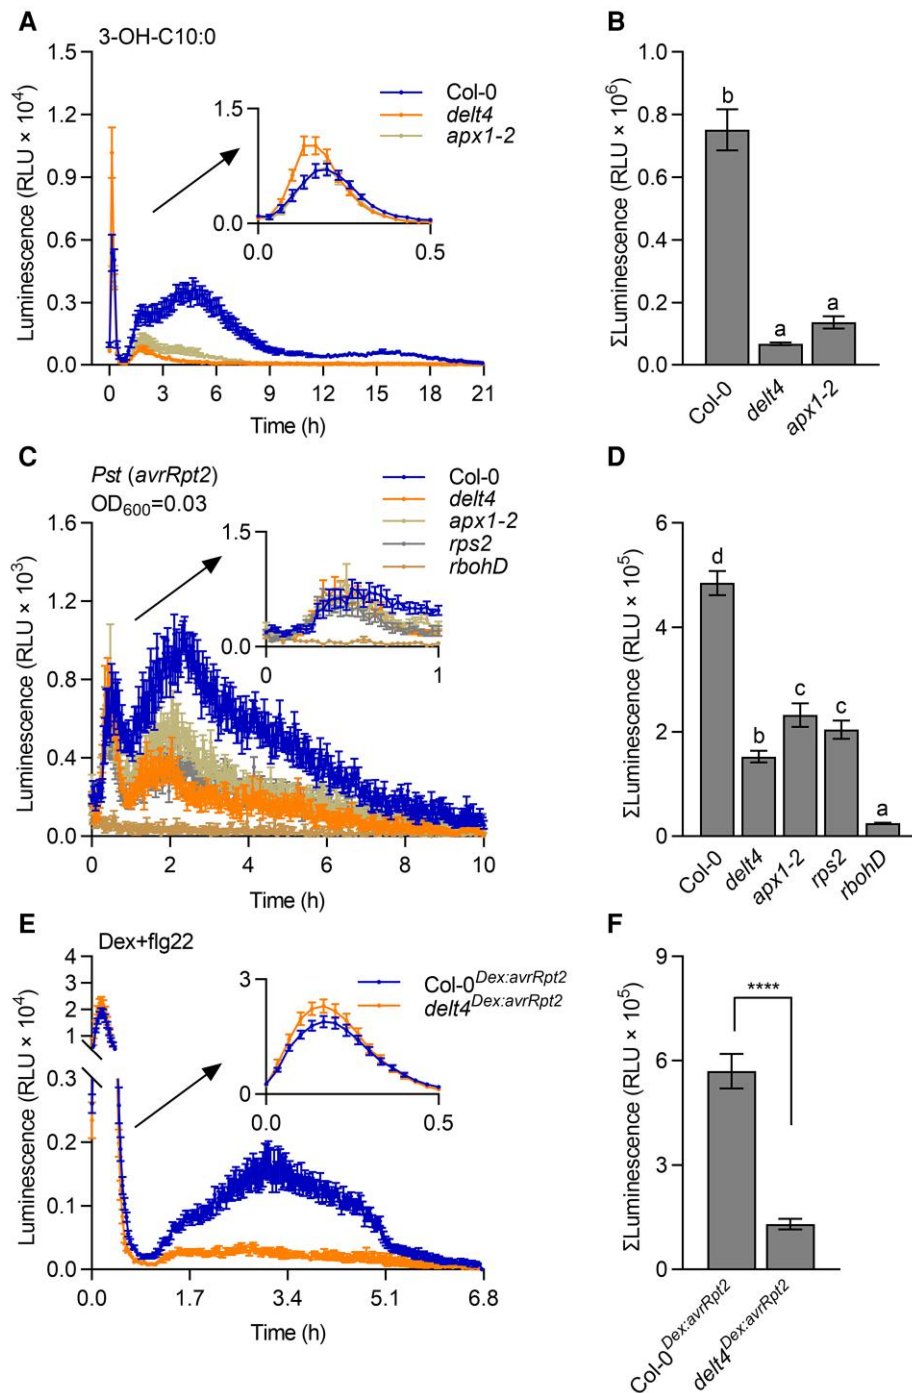 A
3-OH-C10:0
Luminescence (RLU × 10⁴)
1.5
1.2
0.9
0.6
0.3
0.0
0 3 6 9 12 15 18 21
Time (h)
1.5
0.0
0.0 0.5
Col-0
delt4
apx1-2
B
ΣLuminescence (RLU × 10⁶)
1.0
0.8
0.6
0.4
0.2
0.0
b
a
a
Col-0 delt4 apx1-2
C
Pst (avrRpt2)
OD₆₀₀=0.03
Luminescence (RLU × 10³)
1.6
1.2
0.8
0.4
0.0
0 2 4 6 8 10
Time (h)
1.5
0.0
0 1
Col-0
delt4
apx1-2
rps2
rbohD
D
ΣLuminescence (RLU × 10⁵)
6
4
2
0
d
b
c
c
a
Col-0 delt4 apx1-2 rps2 rbohD
E
Dex+flg22
Luminescence (RLU × 10⁴)
4
3
2
1
0.3
0.2
0.1
0.0
0.0 1.7 3.4 5.1 6.8
Time (h)
3
0
0.0 0.5
Col-0ᴰᵉˣ:ᵃᵛʳᴿᵖᵗ²
delt4ᴰᵉˣ:ᵃᵛʳᴿᵖᵗ²
F
ΣLuminescence (RLU × 10⁵)
9
6
3
0
****
Col-0ᴰᵉˣ:ᵃᵛʳᴿᵖᵗ² delt4ᴰᵉˣ:ᵃᵛʳᴿᵖᵗ²